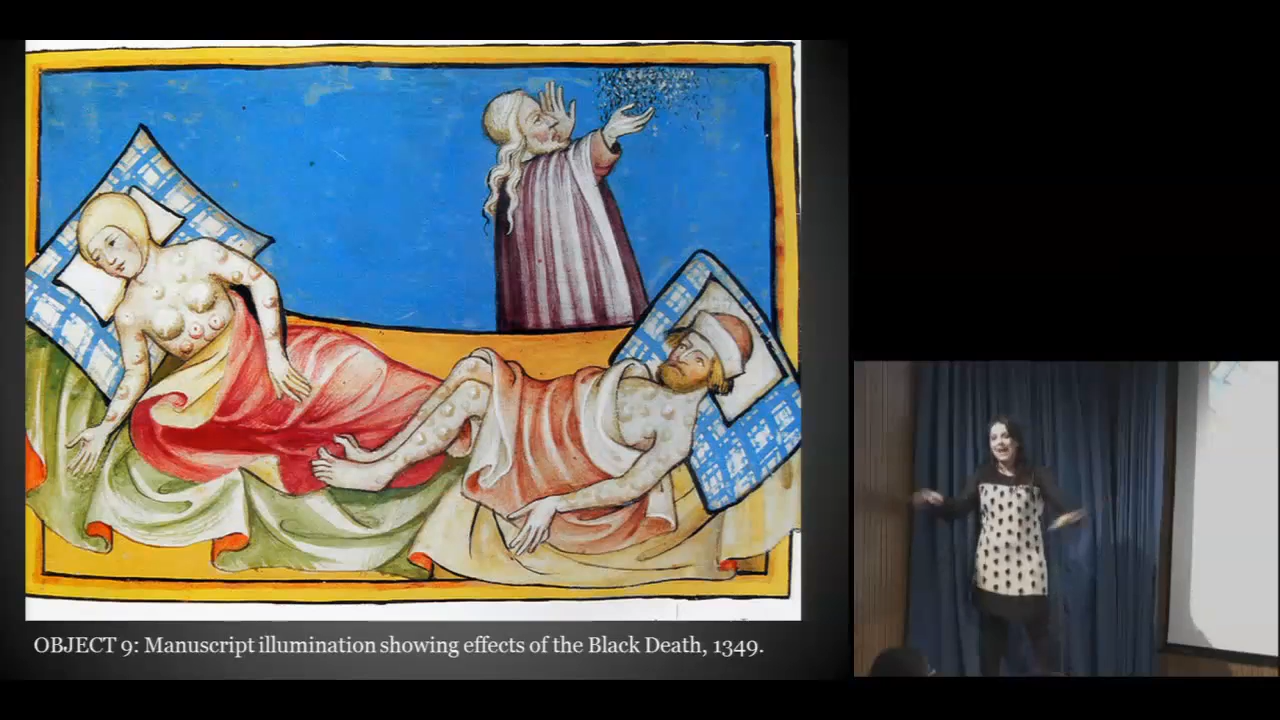 OBJECT 9: Manuscript illumination showing effects of the Black Death, 1349.